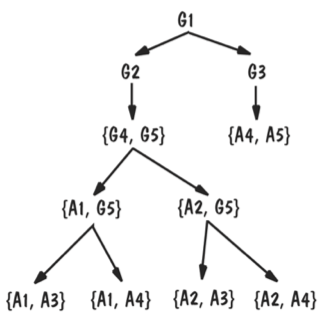 G1
G2 G3
{G4, G5} {A4, A5}
{A1, G5} {A2, G5}
{A1, A3} {A1, A4} {A2, A3} {A2, A4}